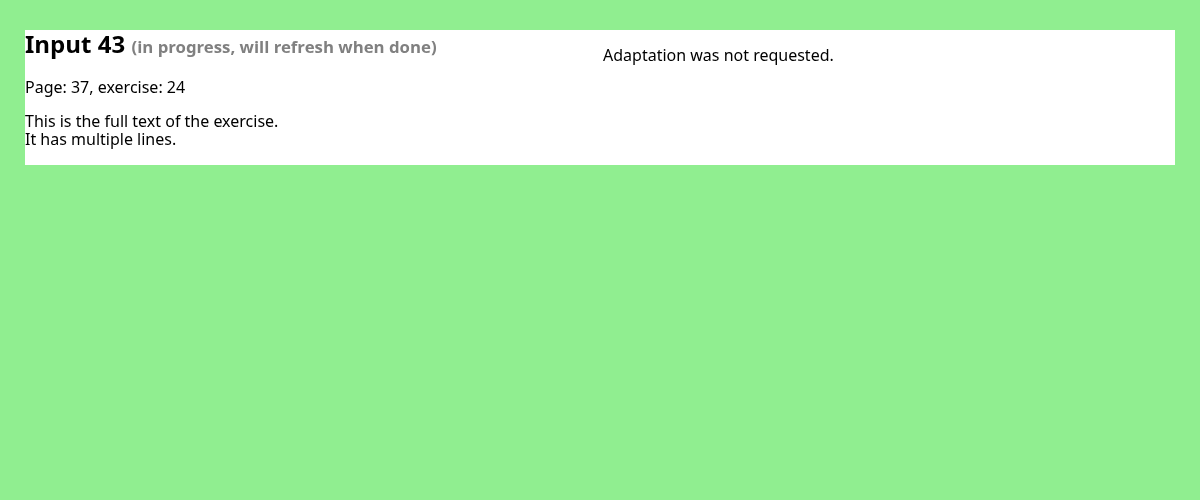 Input 43 (in progress, will refresh when done)
Page: 37, exercise: 24
This is the full text of the exercise.
It has multiple lines.
Adaptation was not requested.